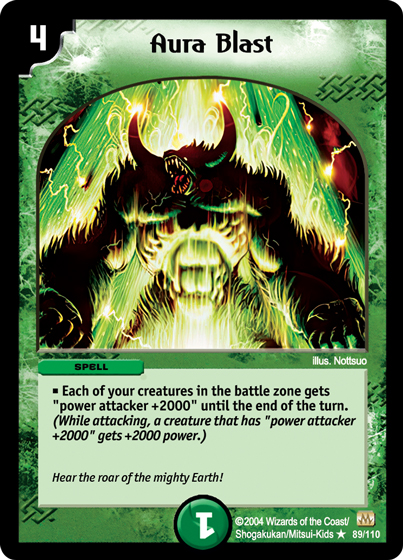 4
Aura Blast
illus. Nottsuo
SPELL
▪ Each of your creatures in the battle zone gets
"power attacker +2000" until the end of the turn.
(While attacking, a creature that has "power attacker
+2000" gets +2000 power.)
Hear the roar of the mighty Earth!
1
©2004 Wizards of the Coast/
Shogakukan/Mitsui-Kids ★ 89/110